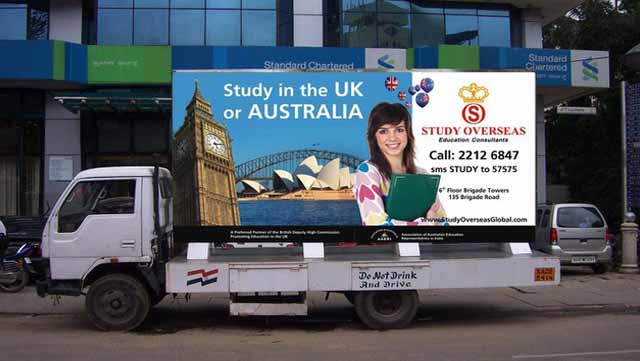 Standard Chartered
Standard Chartered
Study in the UK
or AUSTRALIA
S
STUDY OVERSEAS
Education Consultants
Call: 2212 6847
sms STUDY to 57575
6th Floor Brigade Towers
135 Brigade Road
www.StudyOverseasGlobal.com
A Preferred Partner of the British Deputy High Commission
Promoting Education in the UK
AAERI
Association of Australian Education
Representatives in India
Do Not Drink
And Drive